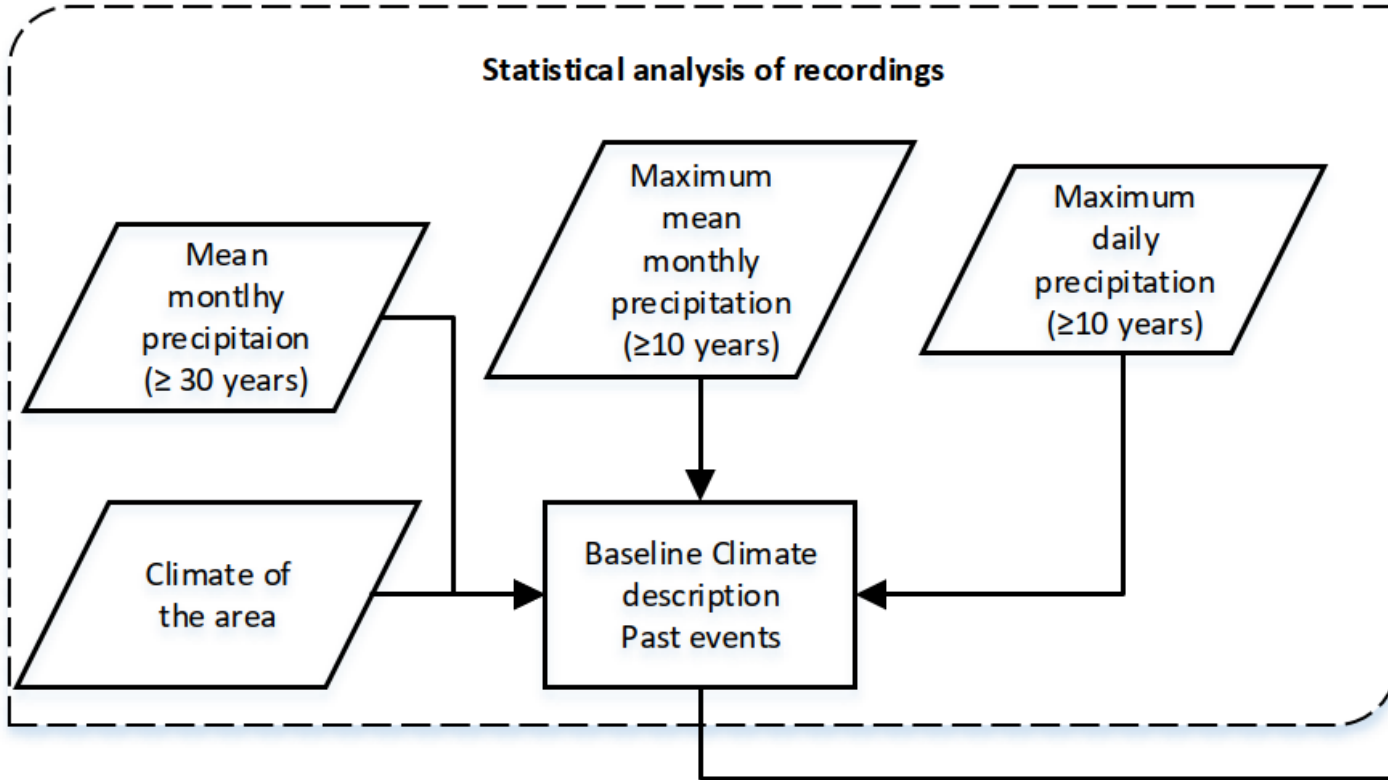 Statistical analysis of recordings
Mean
montlhy
precipitaion
(≥ 30 years)
Maximum
mean
monthly
precipitation
(≥10 years)
Maximum
daily
precipitation
(≥10 years)
Climate of
the area
Baseline Climate
description
Past events